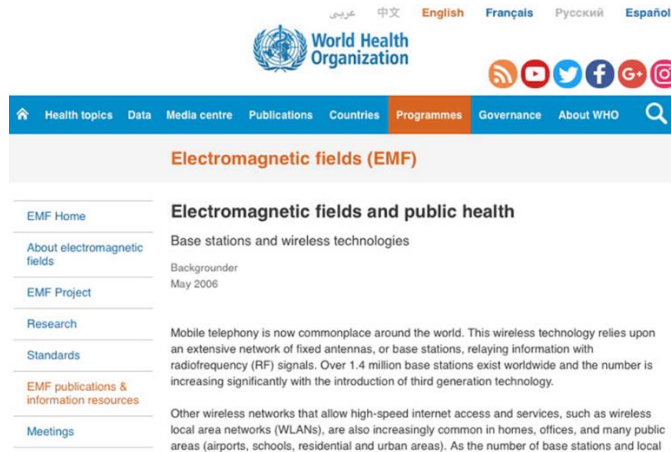 عربي 中文 English Français Русский Español
World Health
Organization
Health topics Data Media centre Publications Countries Programmes Governance About WHO
Electromagnetic fields (EMF)
EMF Home
About electromagnetic
fields
EMF Project
Research
Standards
EMF publications &
information resources
Meetings
Electromagnetic fields and public health
Base stations and wireless technologies
Backgrounder
May 2006
Mobile telephony is now commonplace around the world. This wireless technology relies upon
an extensive network of fixed antennas, or base stations, relaying information with
radiofrequency (RF) signals. Over 1.4 million base stations exist worldwide and the number is
increasing significantly with the introduction of third generation technology.
Other wireless networks that allow high-speed internet access and services, such as wireless
local area networks (WLANs), are also increasingly common in homes, offices, and many public
areas (airports, schools, residential and urban areas). As the number of base stations and local